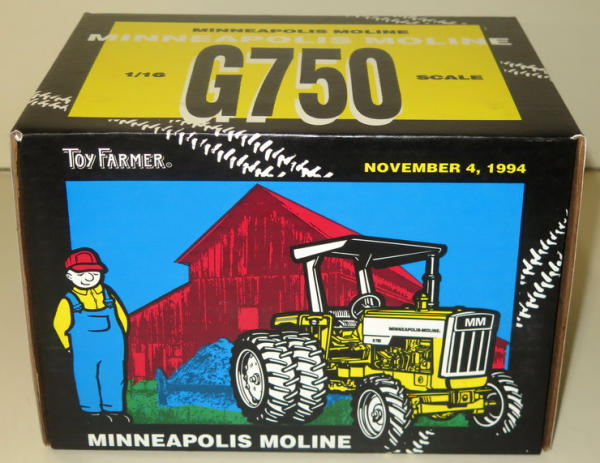 MINNEAPOLIS MOLINE
MINNEAPOLIS MOLINE
1/16 G750 SCALE
TOY FARMER®
NOVEMBER 4, 1994
MM
MINNEAPOLIS-MOLINE.
MINNEAPOLIS MOLINE